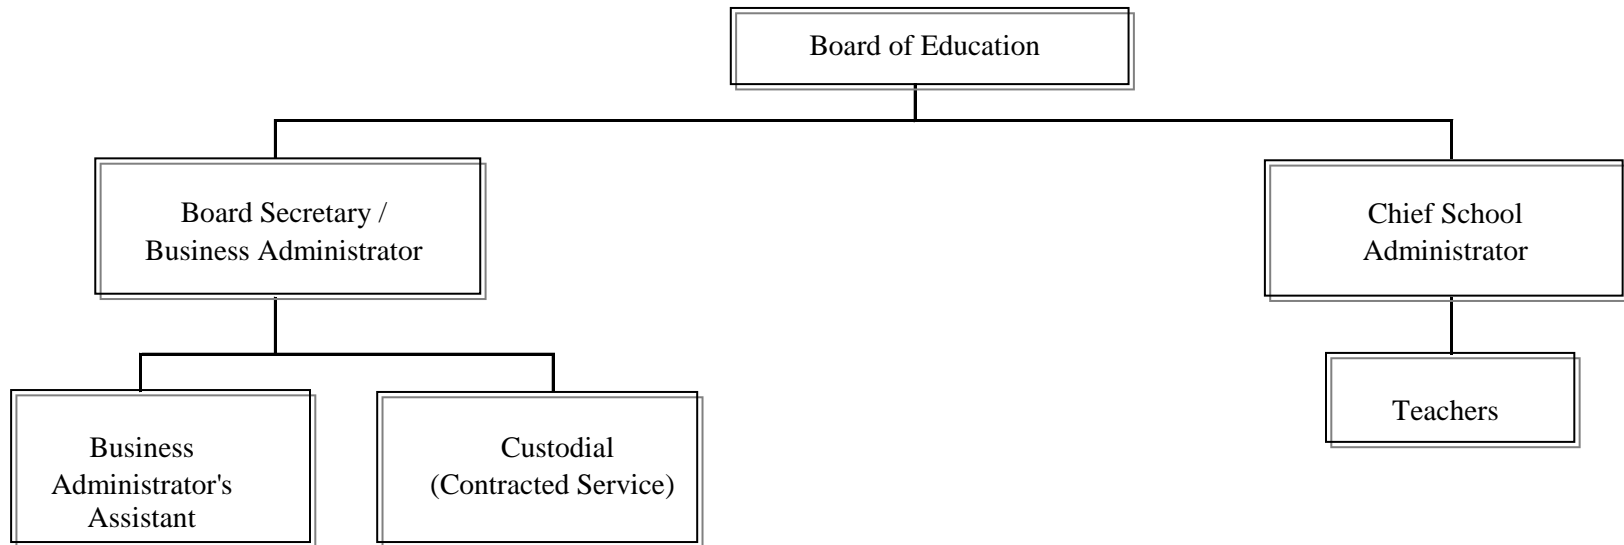 Board of Education
Board Secretary /
Business Administrator
Chief School
Administrator
Business
Administrator's
Assistant
Custodial
(Contracted Service)
Teachers